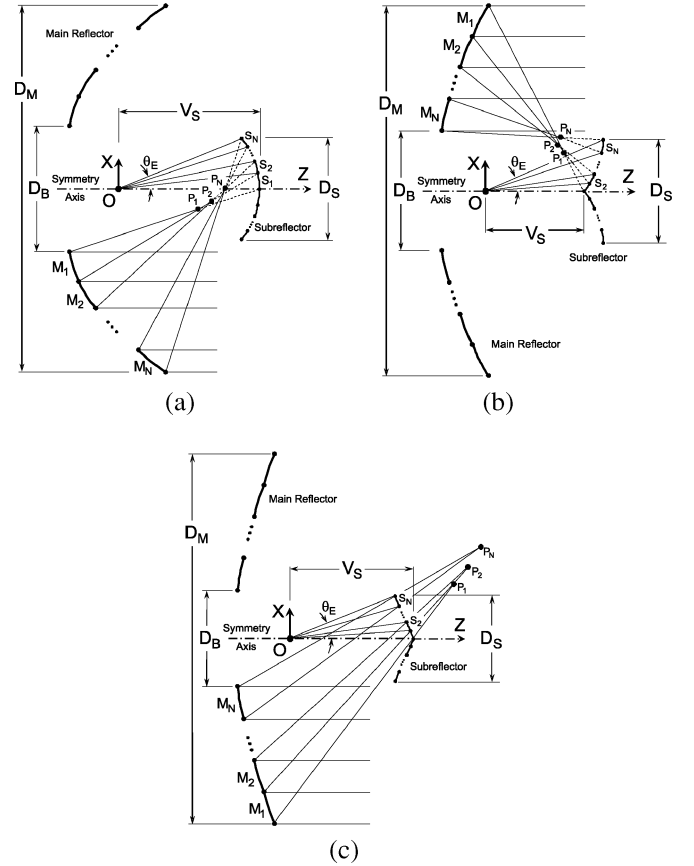 Main Reflector
D_M
V_S
X
θ_E
S_N
S_2
S_1
P_N
P_2
P_1
Z
D_B
Symmetry
Axis
O
D_S
Subreflector
M_1
M_2
M_N
(a)
M_1
M_2
M_N
D_M
P_N
P_2
P_1
S_N
S_2
X
θ_E
Z
D_B
Symmetry
Axis
O
D_S
V_S
Subreflector
Main Reflector
(b)
Main Reflector
D_M
V_S
P_N
P_2
P_1
S_N
S_2
X
θ_E
Z
D_B
Symmetry
Axis
O
D_S
Subreflector
M_N
M_2
M_1
(c)